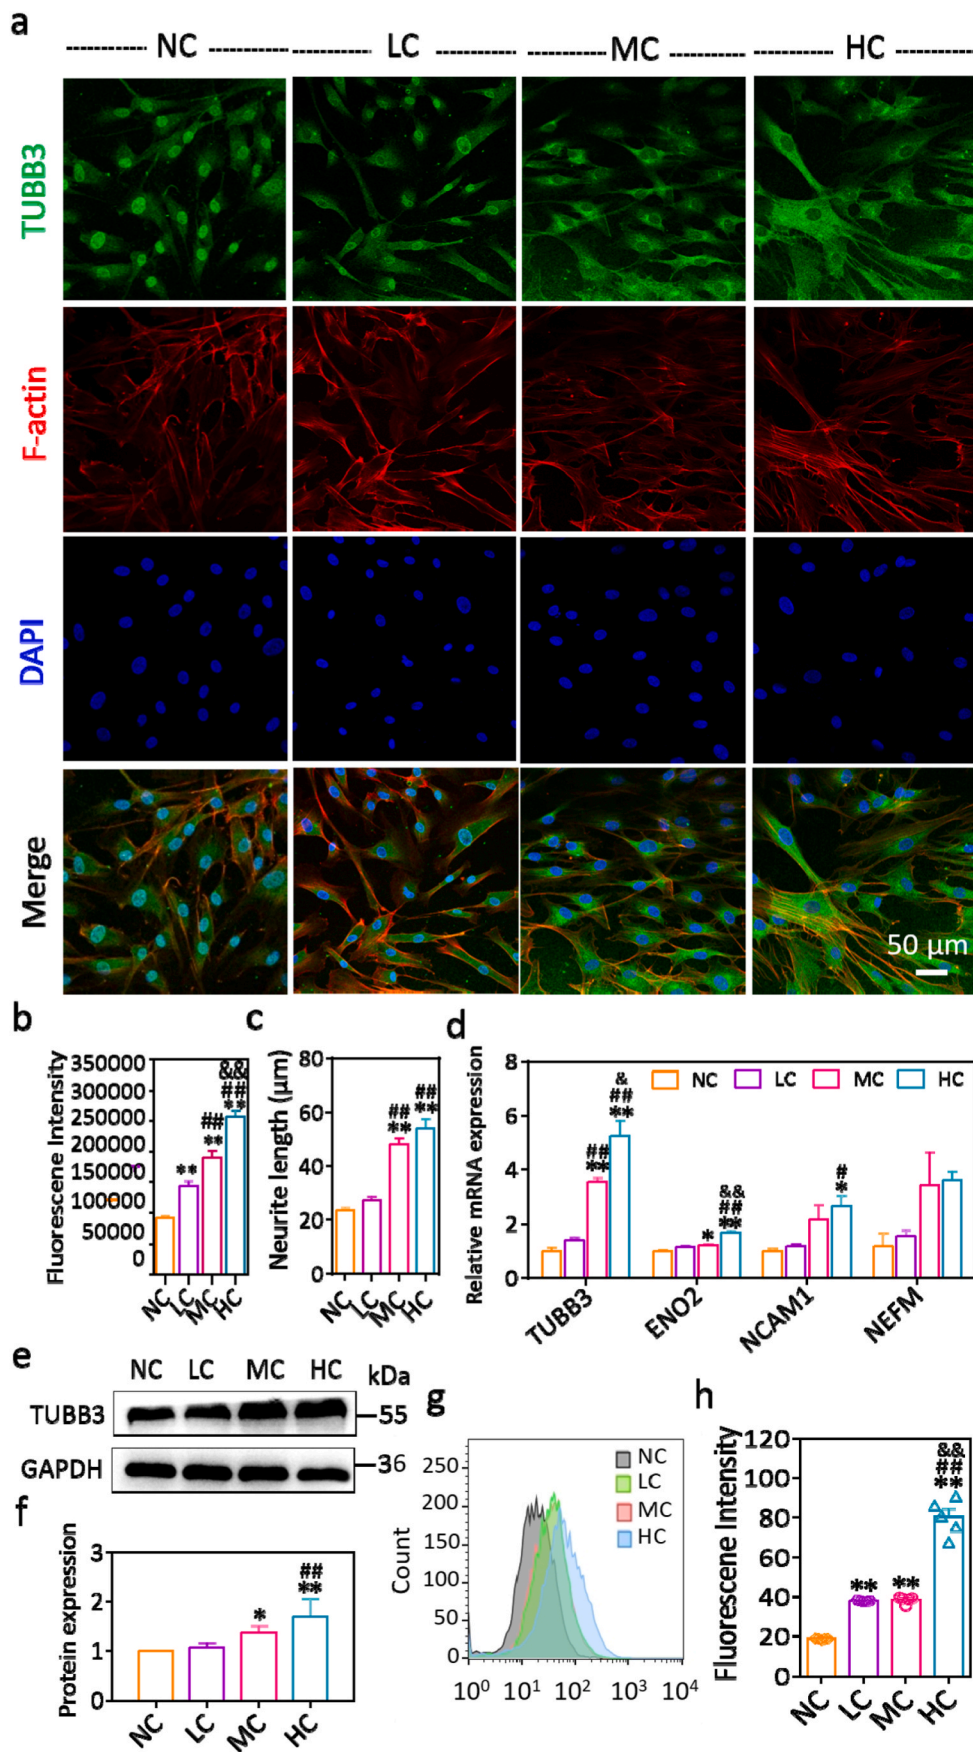 a
NC LC MC HC
TUBB3
F-actin
DAPI
Merge
50 µm
b
Fluorescene Intensity
350000
300000
250000
200000
150000
100000
50000
0
**
##
**
&&
##
**
NC LC MC HC
c
Neurite length (µm)
80
60
40
20
0
##
**
##
**
NC LC MC HC
d
Relative mRNA expression
8
6
4
2
0
NC LC MC HC
##
**
&
##
**
*
&&
##
**
#
*
TUBB3 ENO2 NCAM1 NEFM
e
NC LC MC HC kDa
TUBB3 55
GAPDH 36
f
Protein expression
3
2
1
0
*
##
**
NC LC MC HC
g
Count
250
200
150
100
50
0
NC
LC
MC
HC
10⁰ 10¹ 10² 10³ 10⁴
h
Fluorescene Intensity
120
100
80
60
40
20
0
**
**
&&
##
**
NC LC MC HC